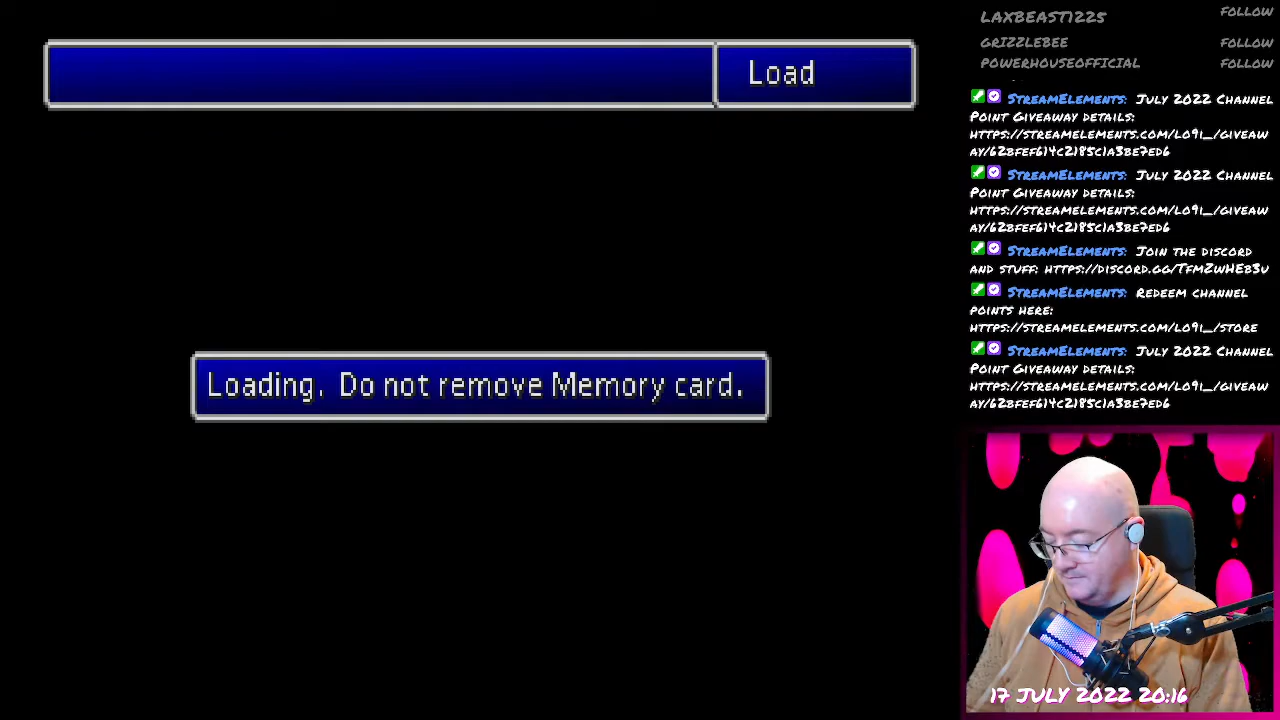 Load
Loading. Do not remove Memory card.
LAXBEAST1225 FOLLOW
GRIZZLEBEE FOLLOW
POWERHOUSEOFFICIAL FOLLOW
StreamElements: July 2022 Channel
Point Giveaway details:
https://streamelements.com/lo91_/giveaw
ay/62bfef614c2185c1a3be7ed6
StreamElements: July 2022 Channel
Point Giveaway details:
https://streamelements.com/lo91_/giveaw
ay/62bfef614c2185c1a3be7ed6
StreamElements: Join the discord
and stuff: https://discord.gg/TfmZwHE83u
StreamElements: Redeem channel
points here:
https://streamelements.com/lo91_/store
StreamElements: July 2022 Channel
Point Giveaway details:
https://streamelements.com/lo91_/giveaw
ay/62bfef614c2185c1a3be7ed6
17 JULY 2022 20:16